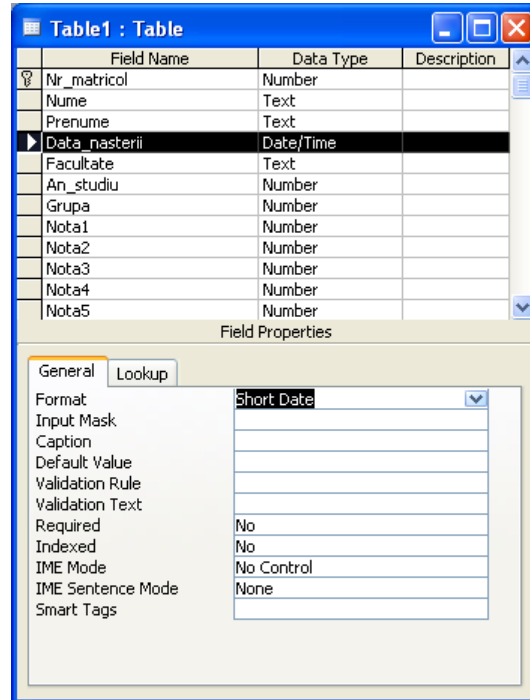 Table1 : Table
Field Name Data Type Description
Nr_matricol Number
Nume Text
Prenume Text
Data_nasterii Date/Time
Facultate Text
An_studiu Number
Grupa Number
Nota1 Number
Nota2 Number
Nota3 Number
Nota4 Number
Nota5 Number
Field Properties
General Lookup
Format Short Date
Input Mask
Caption
Default Value
Validation Rule
Validation Text
Required No
Indexed No
IME Mode No Control
IME Sentence Mode None
Smart Tags